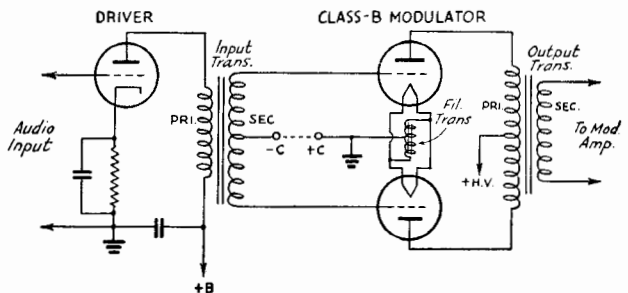 DRIVER
CLASS-B MODULATOR
Input
Trans.
Output
Trans.
PRI.
SEC
Fil.
Trans
PRI.
SEC.
Audio
Input
-C
+C
To Mod.
Amp.
+H.V.
+B